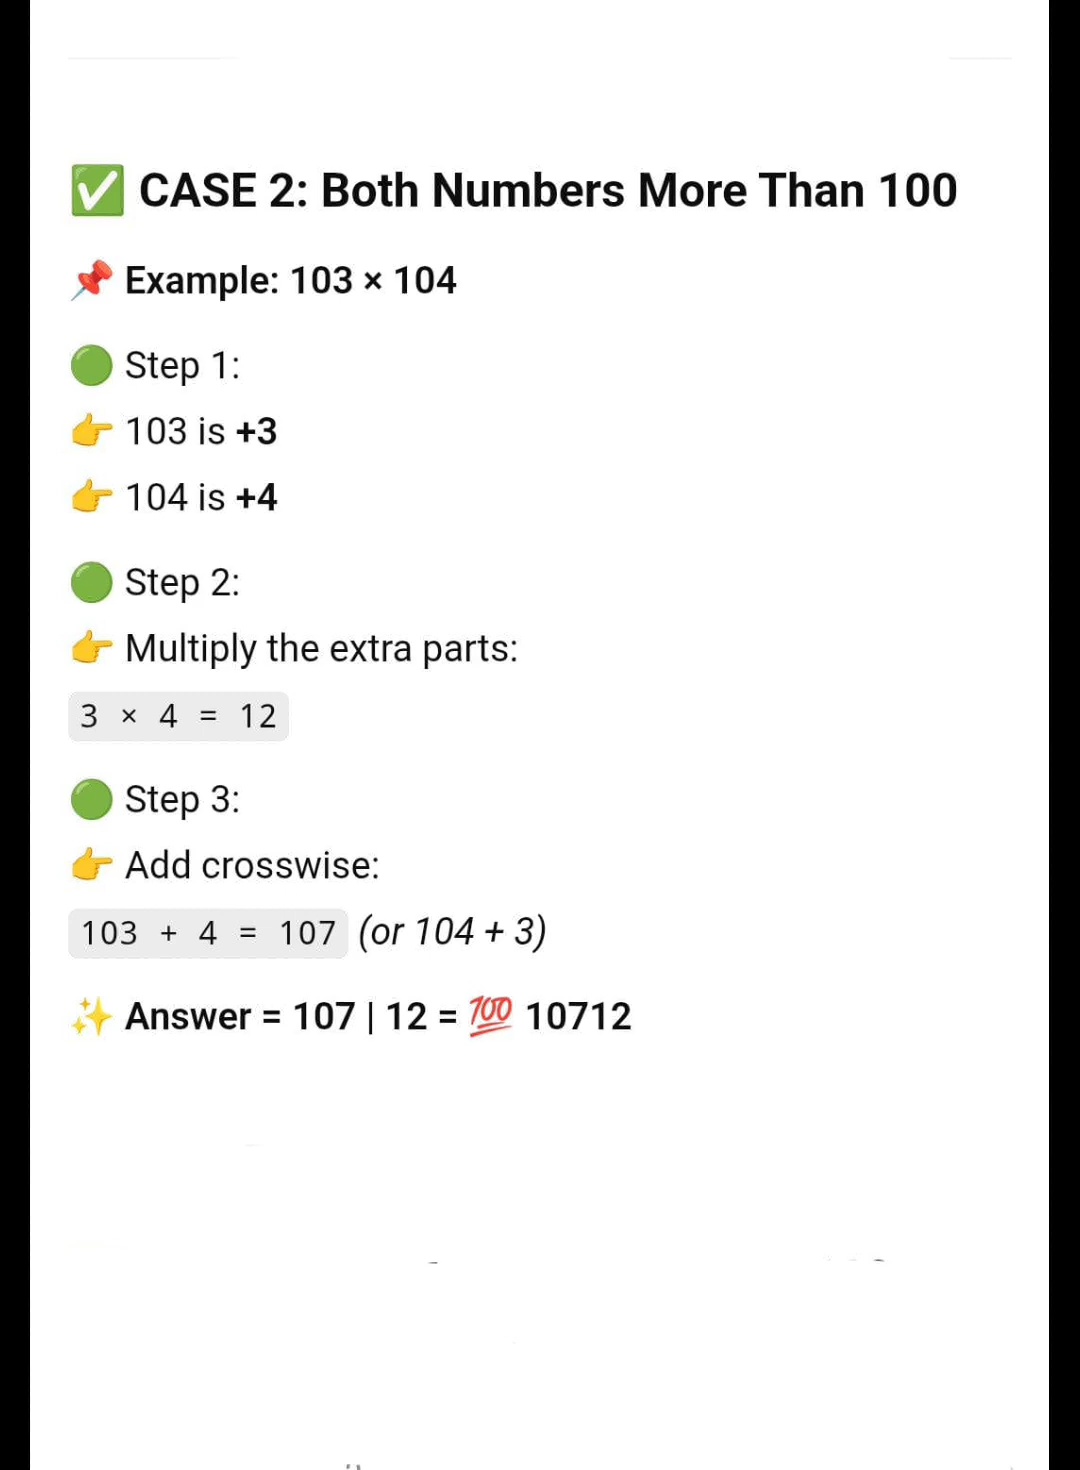 ✅ CASE 2: Both Numbers More Than 100
📌 Example: 103 × 104
🟢 Step 1:
👉 103 is +3
👉 104 is +4
🟢 Step 2:
👉 Multiply the extra parts:
3 × 4 = 12
🟢 Step 3:
👉 Add crosswise:
103 + 4 = 107 (or 104 + 3)
✨ Answer = 107 | 12 = 💯 10712